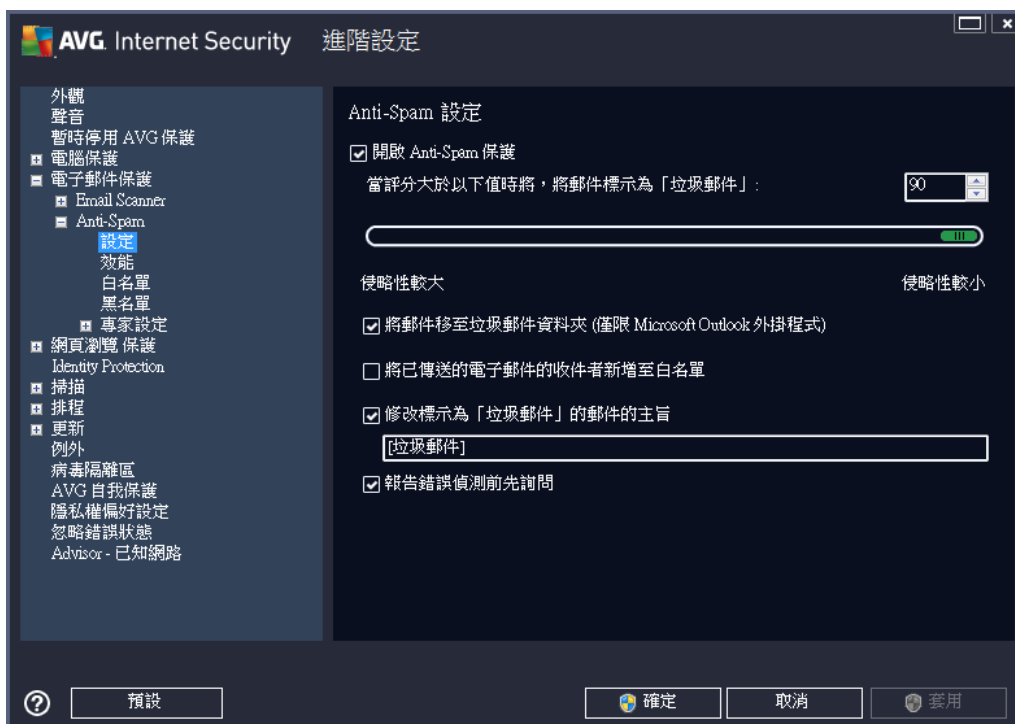 AVG. Internet Security 進階設定
外觀
聲音
暫時停用 AVG 保護
電腦保護
電子郵件保護
Email Scanner
Anti-Spam
設定
效能
白名單
黑名單
專家設定
網頁瀏覽 保護
Identity Protection
掃描
排程
更新
例外
病毒隔離區
AVG 自我保護
隱私權偏好設定
忽略錯誤狀態
Advisor - 已知網路
Anti-Spam 設定
開啟 Anti-Spam 保護
當評分大於以下值時將,將郵件標示為「垃圾郵件」: 90
侵略性較大 侵略性較小
將郵件移至垃圾郵件資料夾 (僅限 Microsoft Outlook 外掛程式)
將已傳送的電子郵件的收件者新增至白名單
修改標示為「垃圾郵件」的郵件的主旨
[垃圾郵件]
報告錯誤偵測前先詢問
? 預設 確定 取消 套用